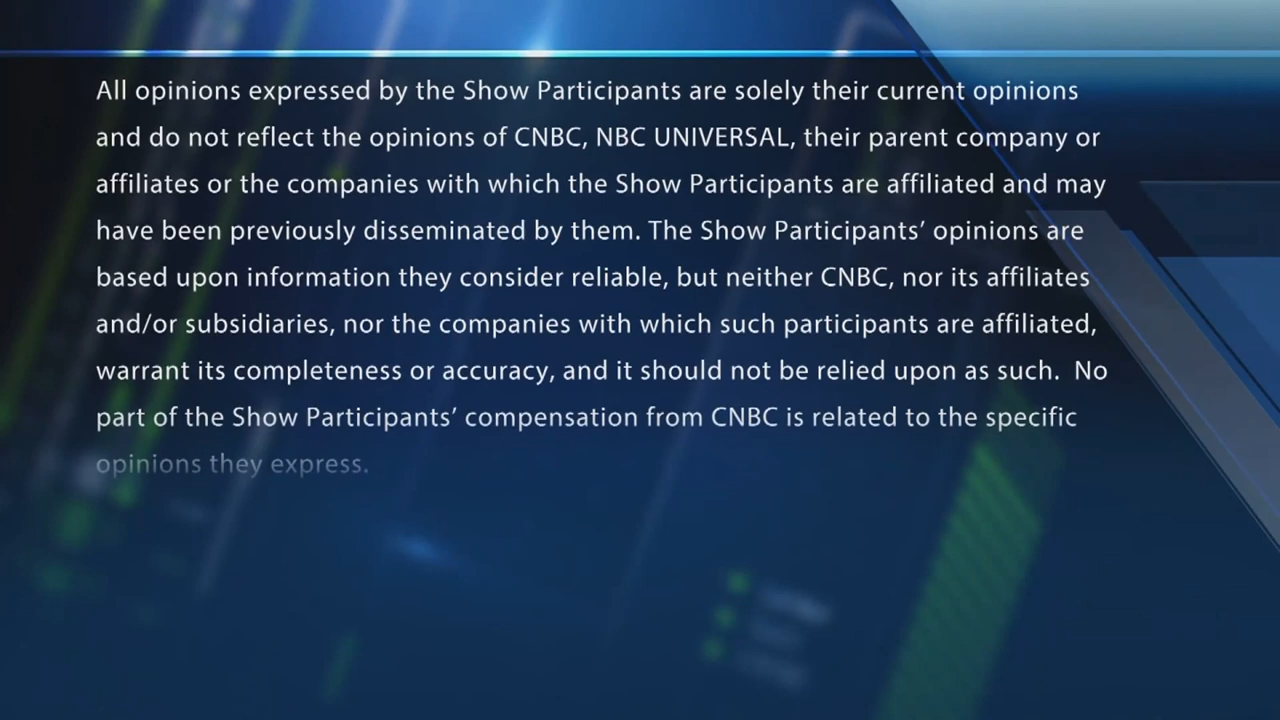 All opinions expressed by the Show Participants are solely their current opinions
and do not reflect the opinions of CNBC, NBC UNIVERSAL, their parent company or
affiliates or the companies with which the Show Participants are affiliated and may
have been previously disseminated by them. The Show Participants’ opinions are
based upon information they consider reliable, but neither CNBC, nor its affiliates
and/or subsidiaries, nor the companies with which such participants are affiliated,
warrant its completeness or accuracy, and it should not be relied upon as such.  No
part of the Show Participants’ compensation from CNBC is related to the specific
opinions they express.